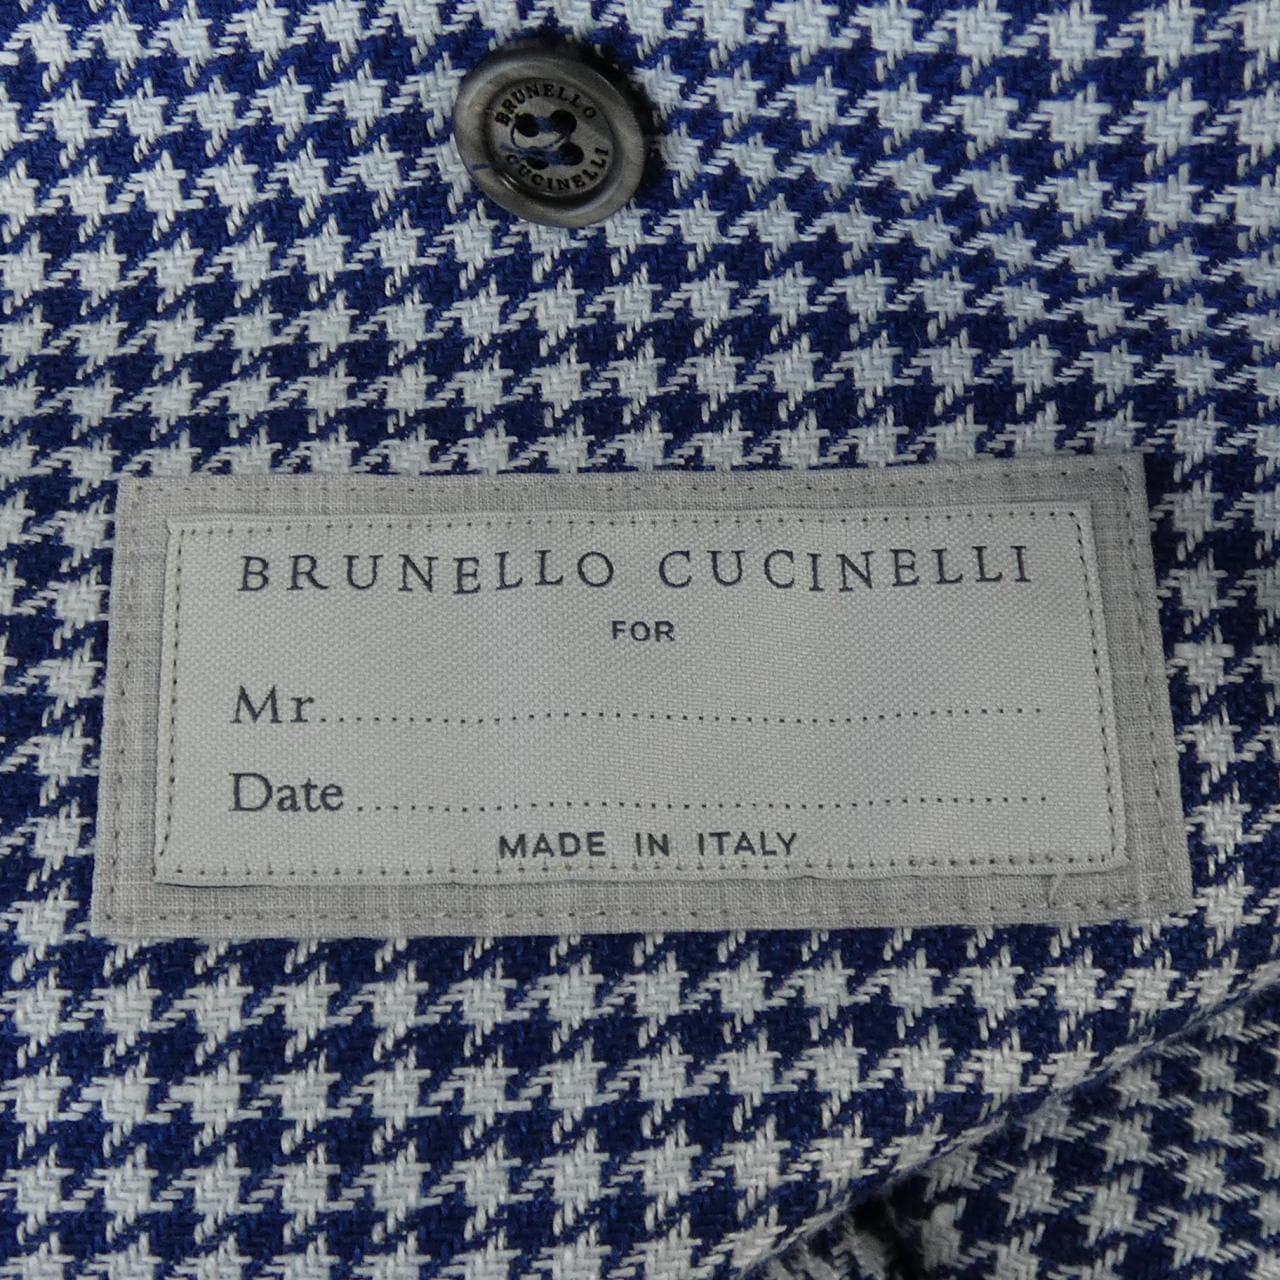 BRUNELLO
CUCINELLI
BRUNELLO CUCINELLI
FOR
Mr..............................................
Date..............................................
MADE IN ITALY